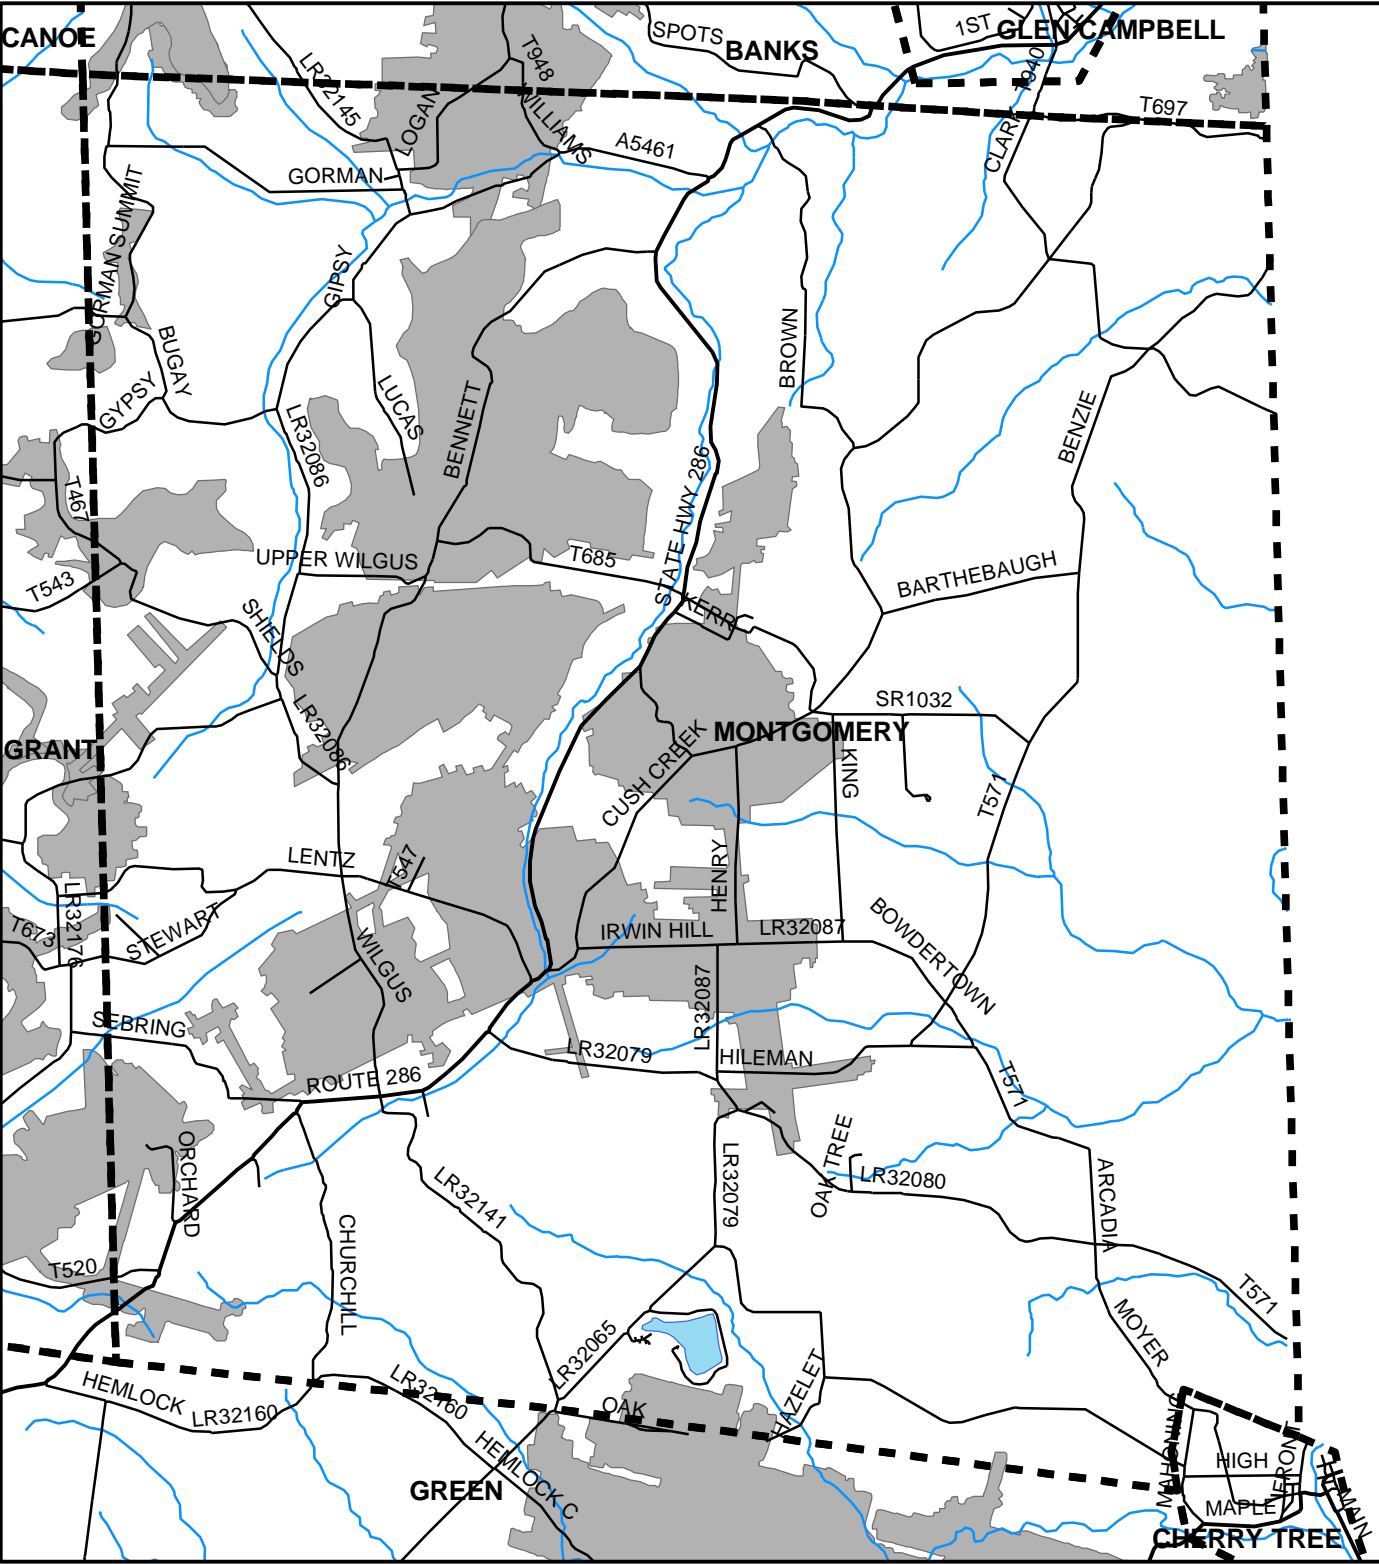 CANOE
SPOTS
BANKS
1ST
GLEN CAMPBELL
LR32145
T948
LOGAN
WILLIAMS
A5461
T940
CLARK
T697
GORMAN
GORMAN SUMMIT
GIPSY
BROWN
BUGAY
GYPSY
LUCAS
BENNETT
BENZIE
LR32086
T467
STATE HWY 286
UPPER WILGUS
T685
T543
BARTHEBAUGH
SHIELDS
KERR
LR32086
SR1032
MONTGOMERY
GRANT
CUSH CREEK
KING
T571
LENTZ
T547
HENRY
LR32176
T673
STEWART
WILGUS
IRWIN HILL
LR32087
BOWDERTOWN
LR32087
SEBRING
LR32079
HILEMAN
ROUTE 286
T571
ORCHARD
OAK TREE
LR32079
LR32080
ARCADIA
LR32141
CHURCHILL
T520
T571
MOYER
LR32065
HAZELET
HEMLOCK
LR32160
LR32160
OAK
MAHONING
HEMLOCK C
GREEN
HIGH
MAPLE
MAIN
CHERRY TREE